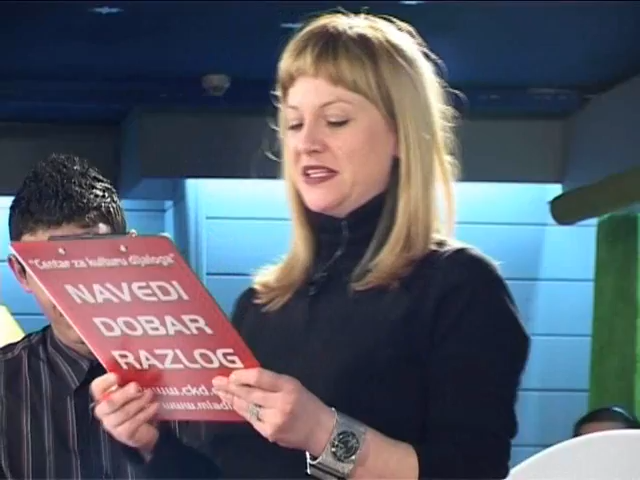 "Centar za kulturu dijaloga"
NAVEDI
DOBAR
RAZLOG
www.ckd.
www.mladi